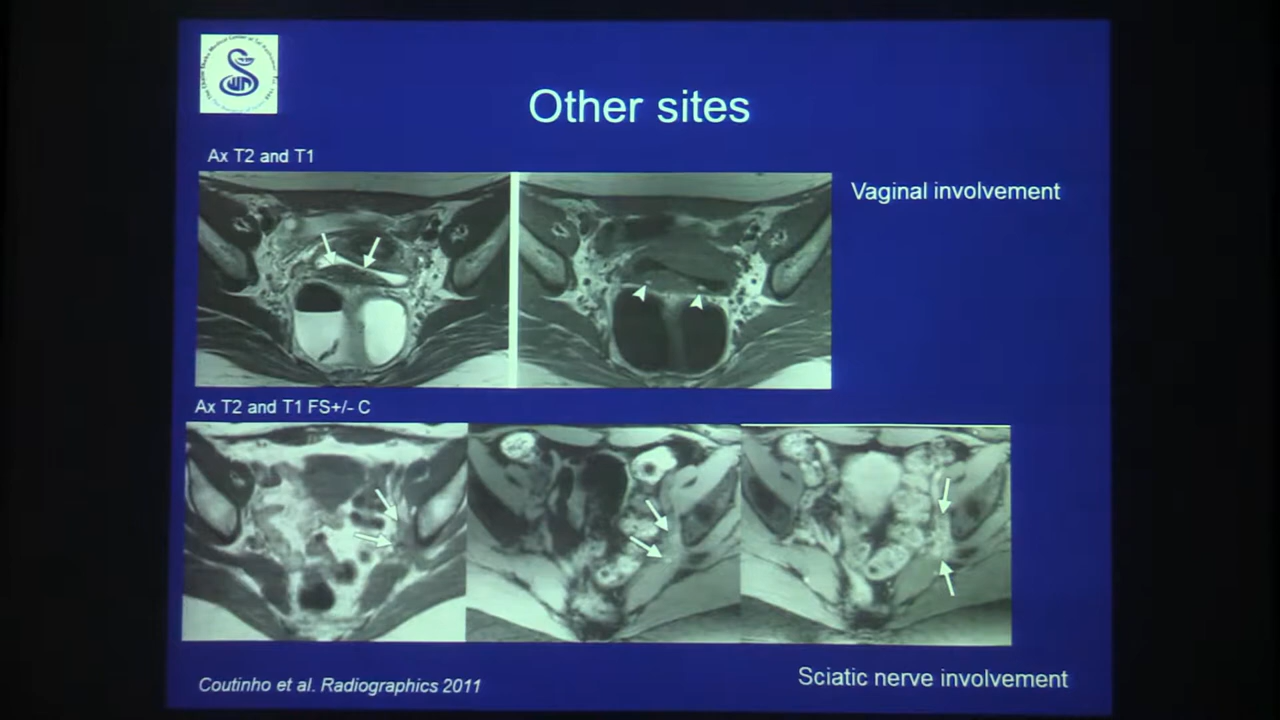 Other sites
Ax T2 and T1
Vaginal involvement
Ax T2 and T1 FS+/- C
Sciatic nerve involvement
Coutinho et al. Radiographics 2011